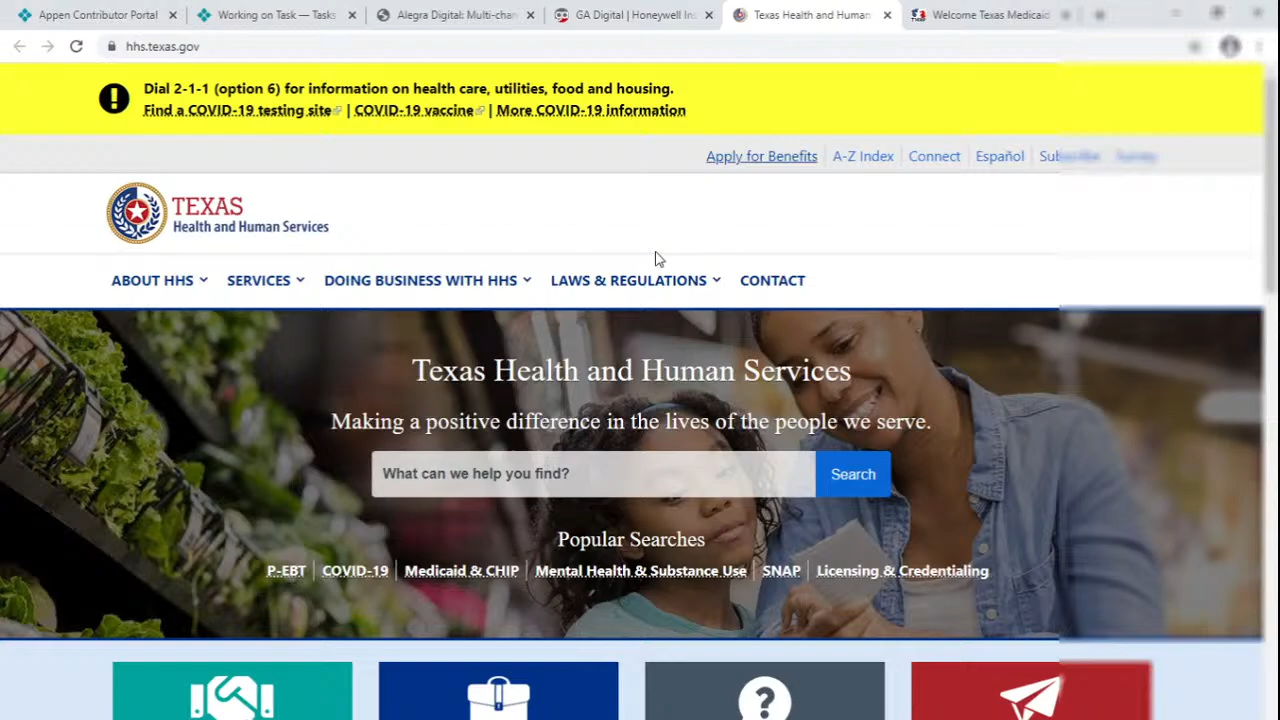 Appen Contributor Portal
Working on Task — Tasks
Alegra Digital: Multi-chan
GA Digital | Honeywell Ins
Texas Health and Human
Welcome Texas Medicaid
hhs.texas.gov
Dial 2-1-1 (option 6) for information on health care, utilities, food and housing.
Find a COVID-19 testing site | COVID-19 vaccine | More COVID-19 information
Apply for Benefits A-Z Index Connect Español Subscribe Survey
TEXAS
Health and Human Services
ABOUT HHS SERVICES DOING BUSINESS WITH HHS LAWS & REGULATIONS CONTACT
Texas Health and Human Services
Making a positive difference in the lives of the people we serve.
What can we help you find? Search
Popular Searches
P-EBT | COVID-19 | Medicaid & CHIP | Mental Health & Substance Use | SNAP | Licensing & Credentialing